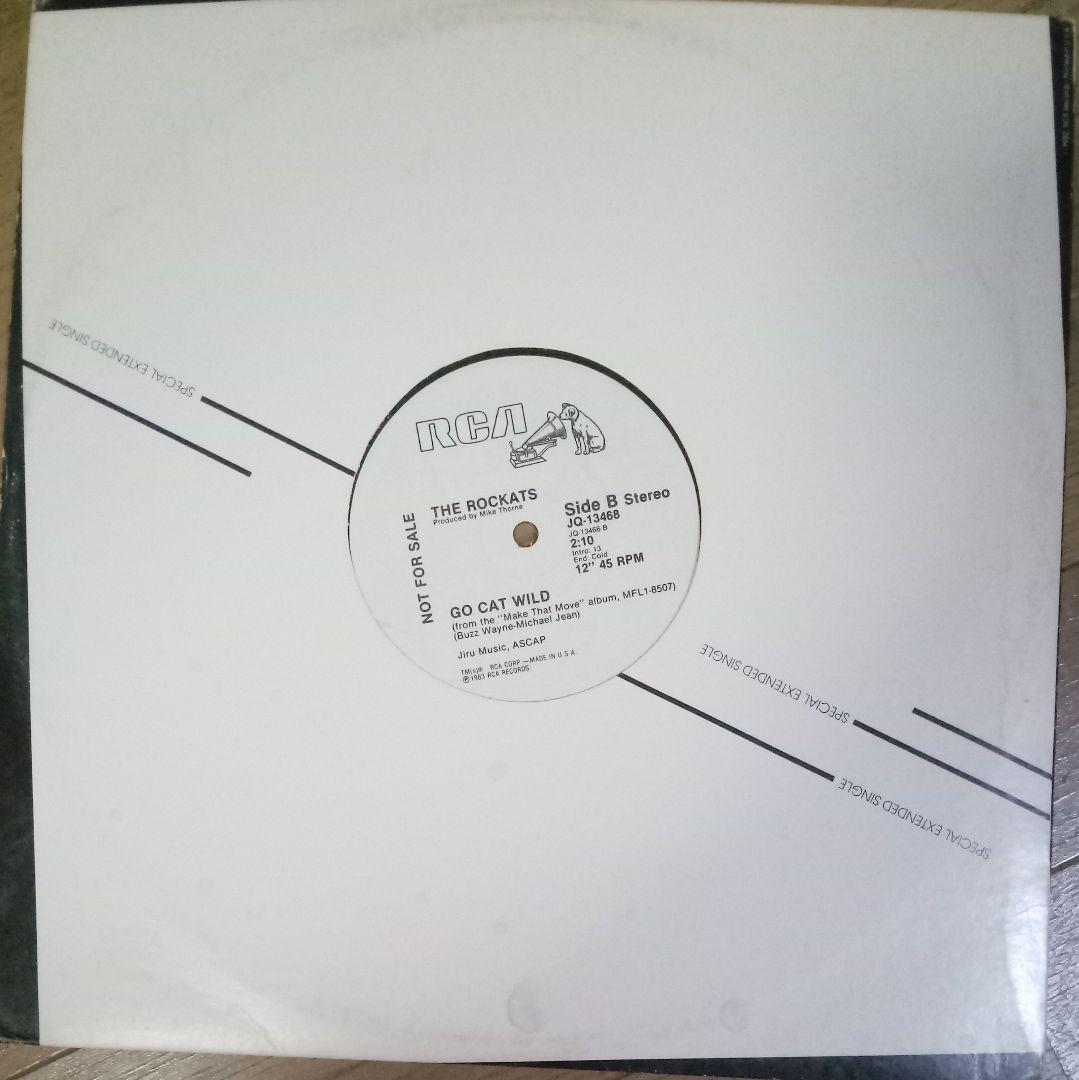 SPECIAL EXTENDED SINGLE
RCA
THE ROCKATS
Produced by Mike Thorne
NOT FOR SALE
Side B Stereo
JQ-13468
JQ-13468-B
2:10
Intro: 13
End: Cold
12" 45 RPM
GO CAT WILD
(from the "Make That Move" album, MFL1-8507)
(Buzz Wayne-Michael Jean)
Jiru Music, ASCAP
TM(s)® RCA CORP.—MADE IN U.S.A.
℗1983 RCA RECORDS
SPECIAL EXTENDED SINGLE
SPECIAL EXTENDED SINGLE